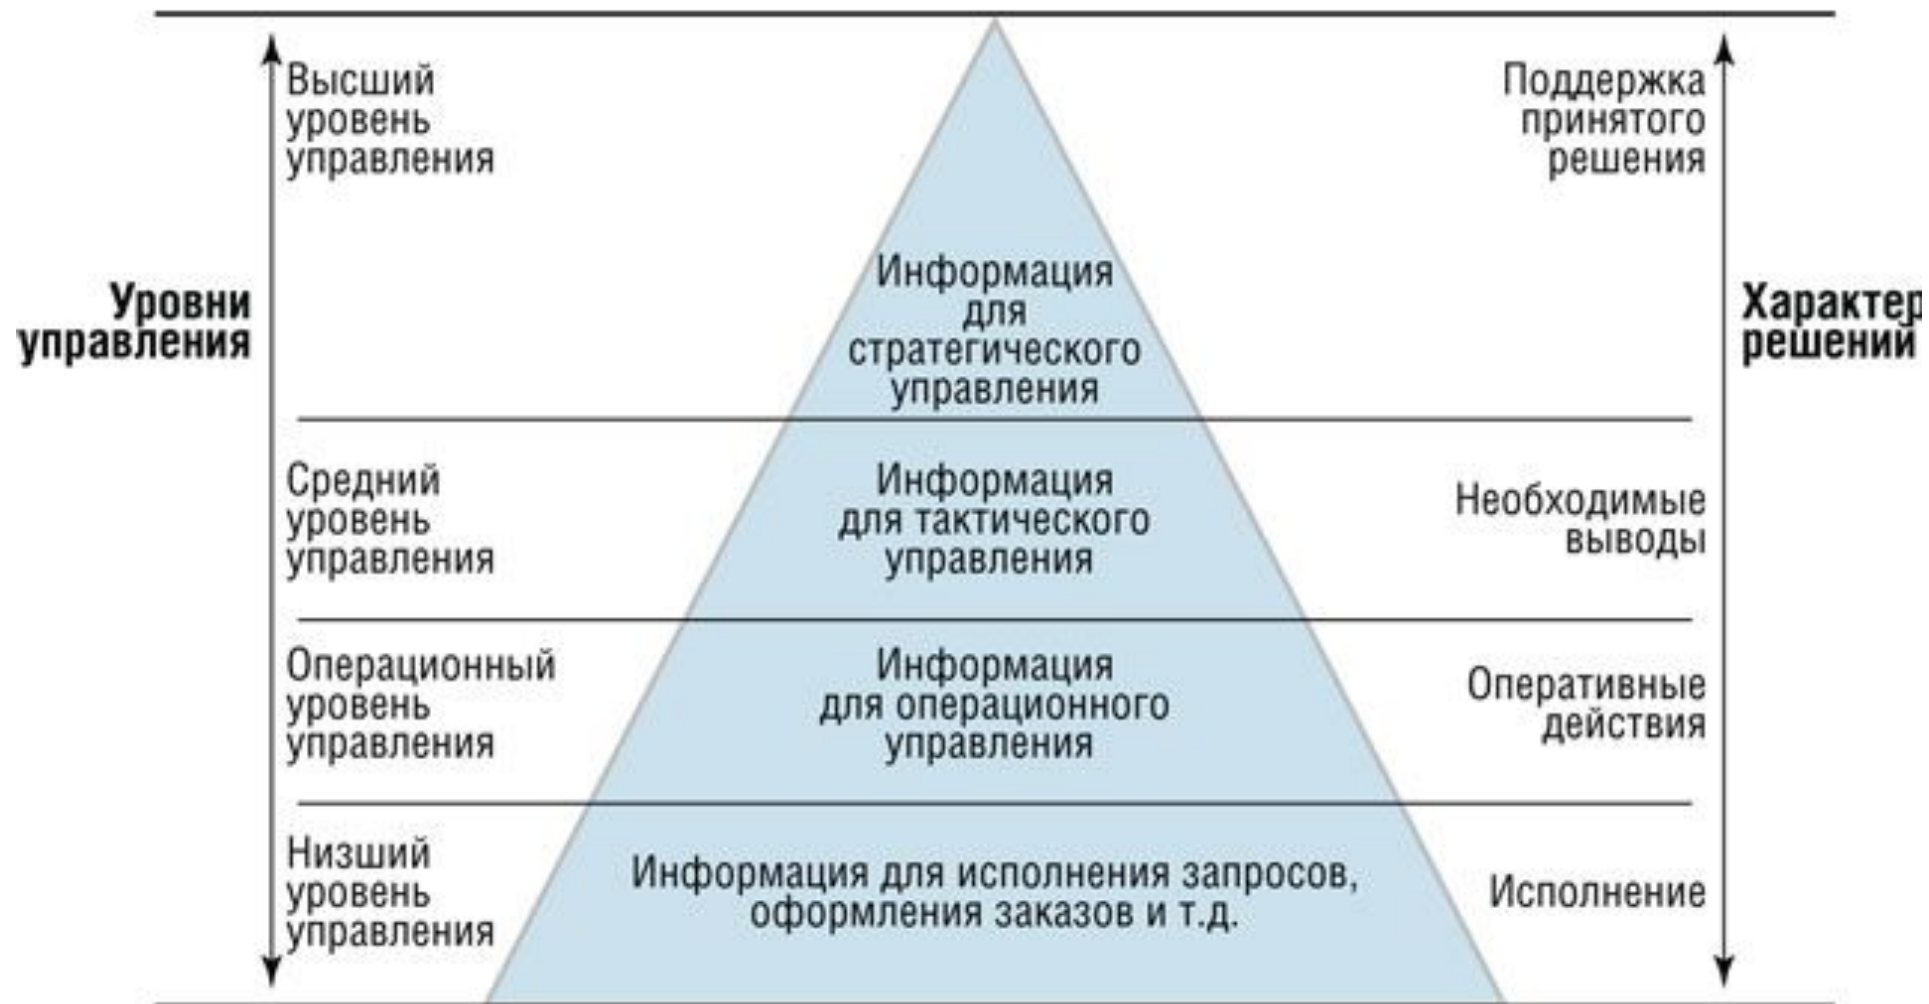 Высший
уровень
управления
Поддержка
принятого
решения
Уровни
управления
Информация
для
стратегического
управления
Характер
решений
Средний
уровень
управления
Информация
для тактического
управления
Необходимые
выводы
Операционный
уровень
управления
Информация
для операционного
управления
Оперативные
действия
Низший
уровень
управления
Информация для исполнения запросов,
оформления заказов и т.д.
Исполнение